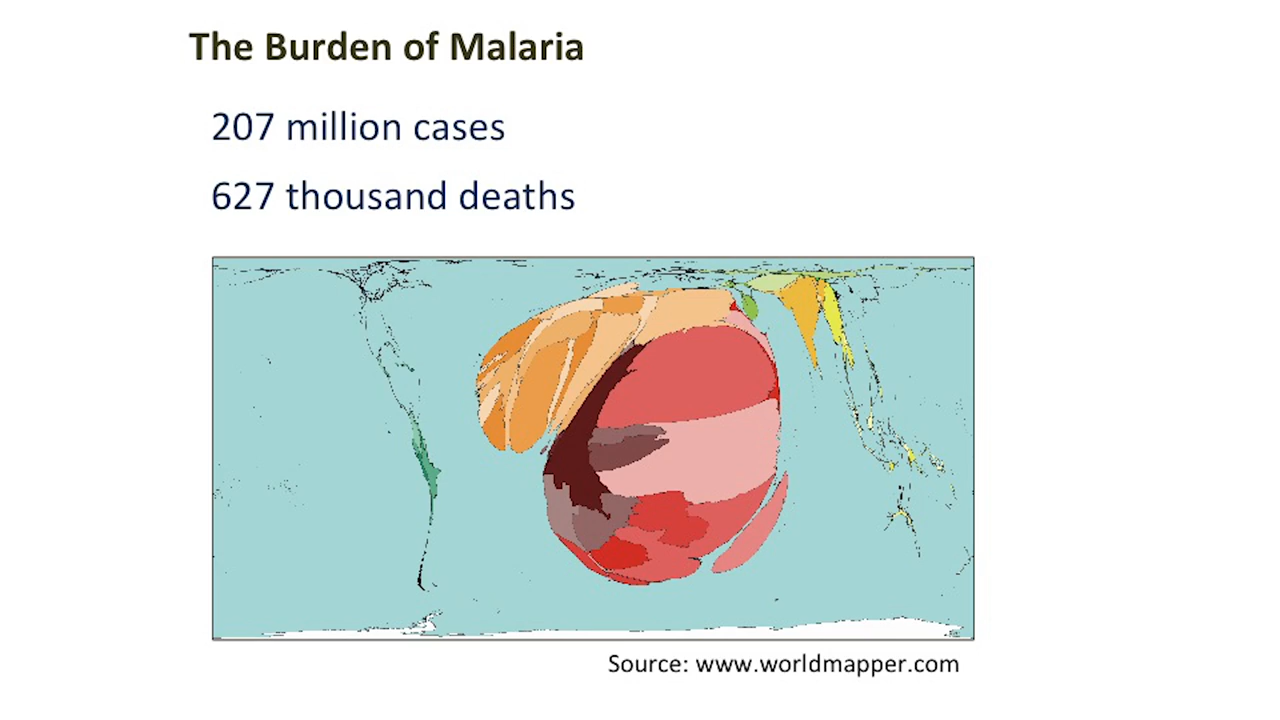 The Burden of Malaria
207 million cases
627 thousand deaths
Source: www.worldmapper.com